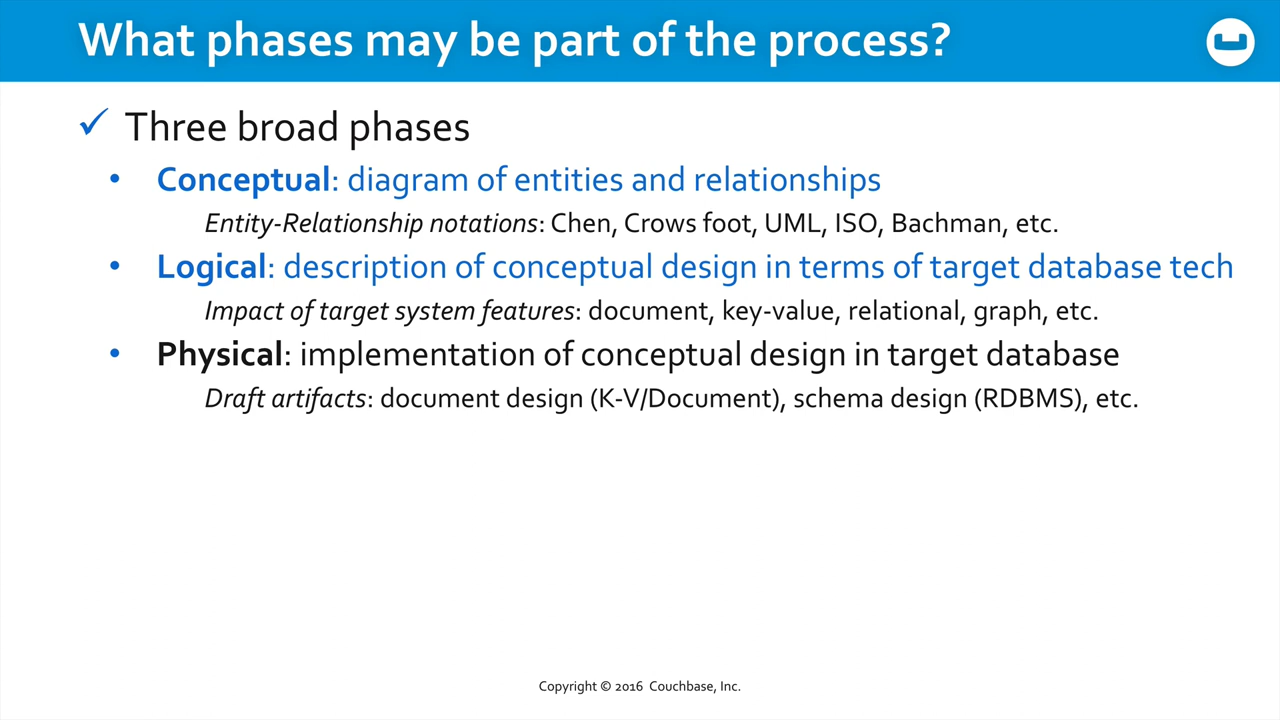 What phases may be part of the process?
✓ Three broad phases
• Conceptual: diagram of entities and relationships
Entity-Relationship notations: Chen, Crows foot, UML, ISO, Bachman, etc.
• Logical: description of conceptual design in terms of target database tech
Impact of target system features: document, key-value, relational, graph, etc.
• Physical: implementation of conceptual design in target database
Draft artifacts: document design (K-V/Document), schema design (RDBMS), etc.
Copyright © 2016 Couchbase, Inc.